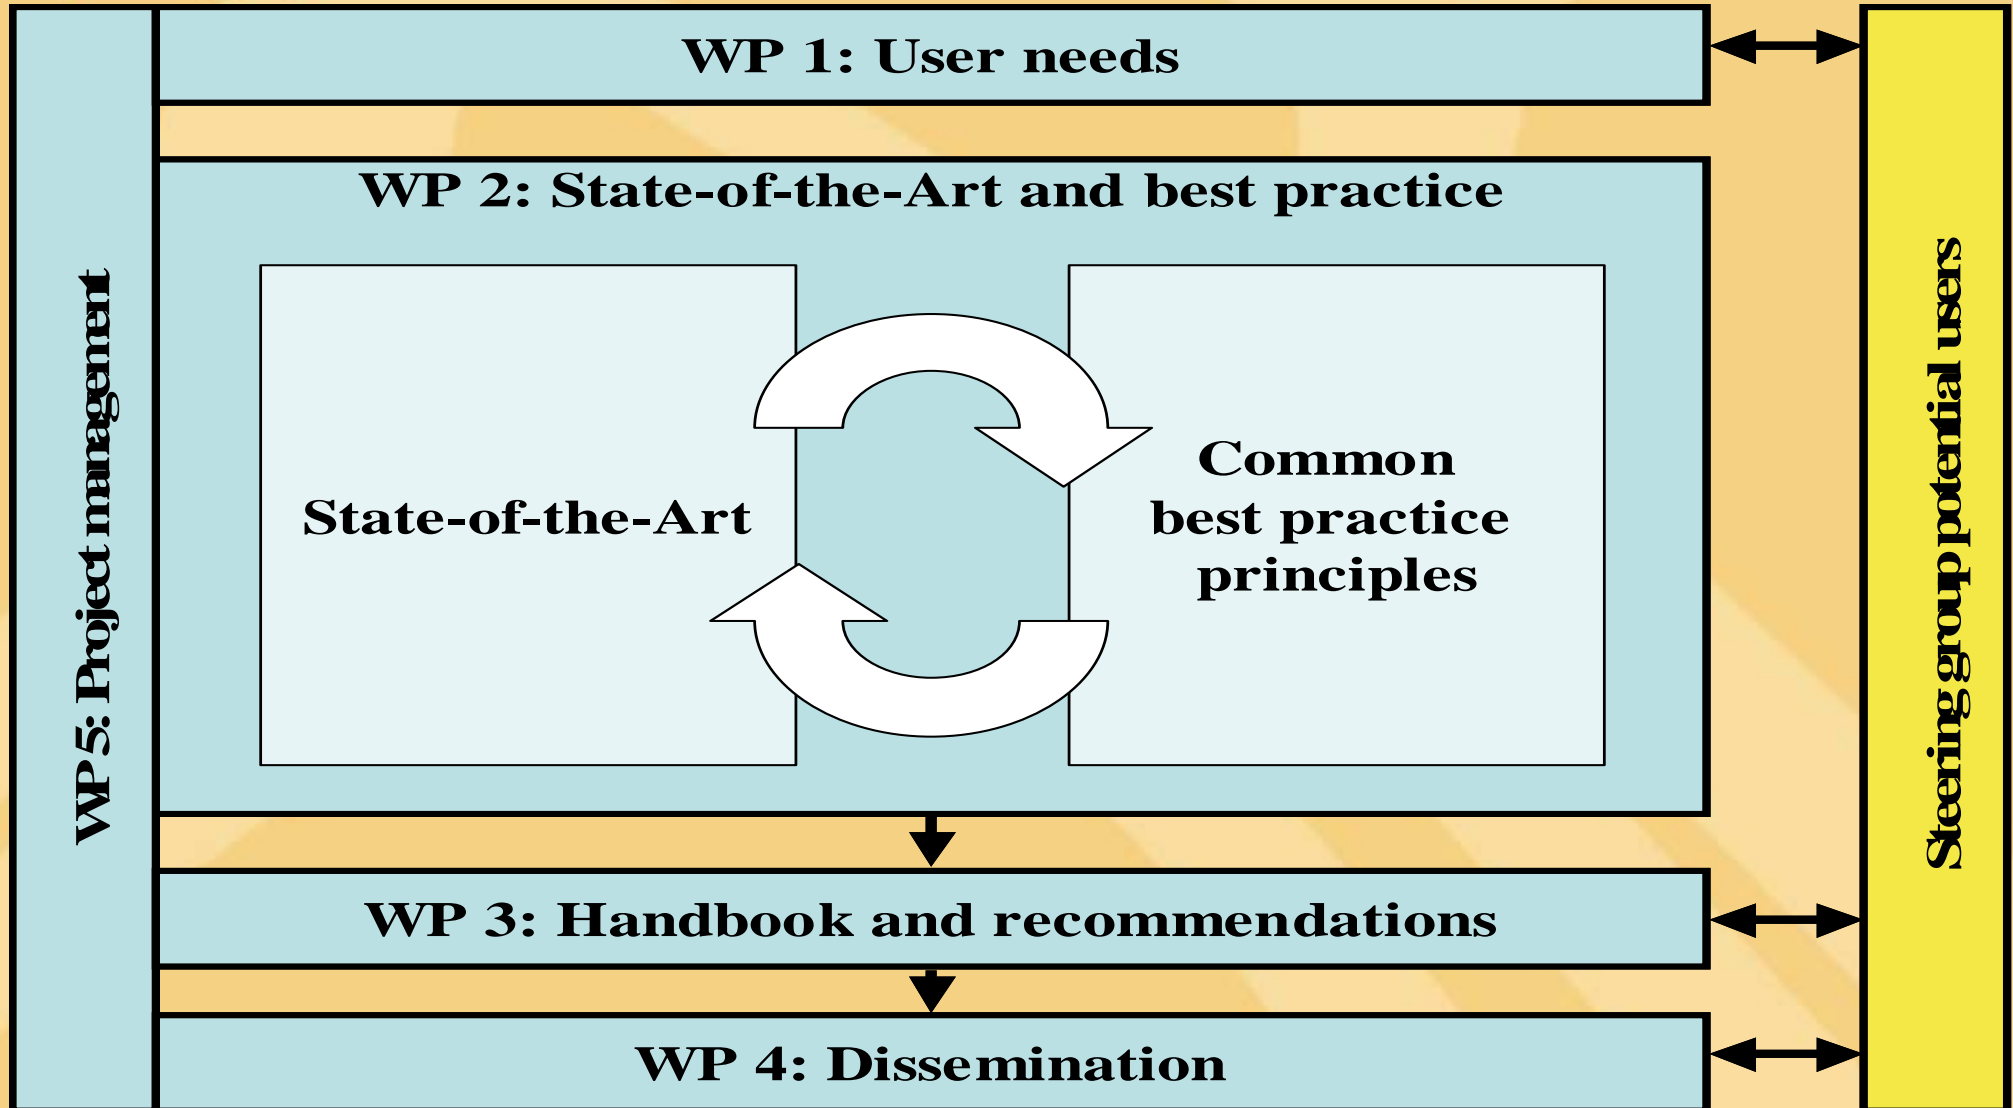 WP 1: User needs
WP 2: State-of-the-Art and best practice
State-of-the-Art
Common
best practice
principles
WP 3: Handbook and recommendations
WP 4: Dissemination
WP 5: Project management
Steering group potential users